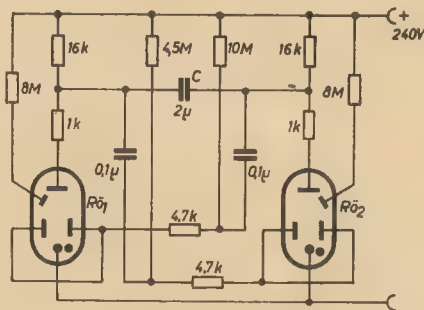 +
240V
16k
4,5M
10M
16k
8M
C
2µ
8M
1k
1k
0,1µ
0,1µ
Rö1
Rö2
4,7k
4,7k